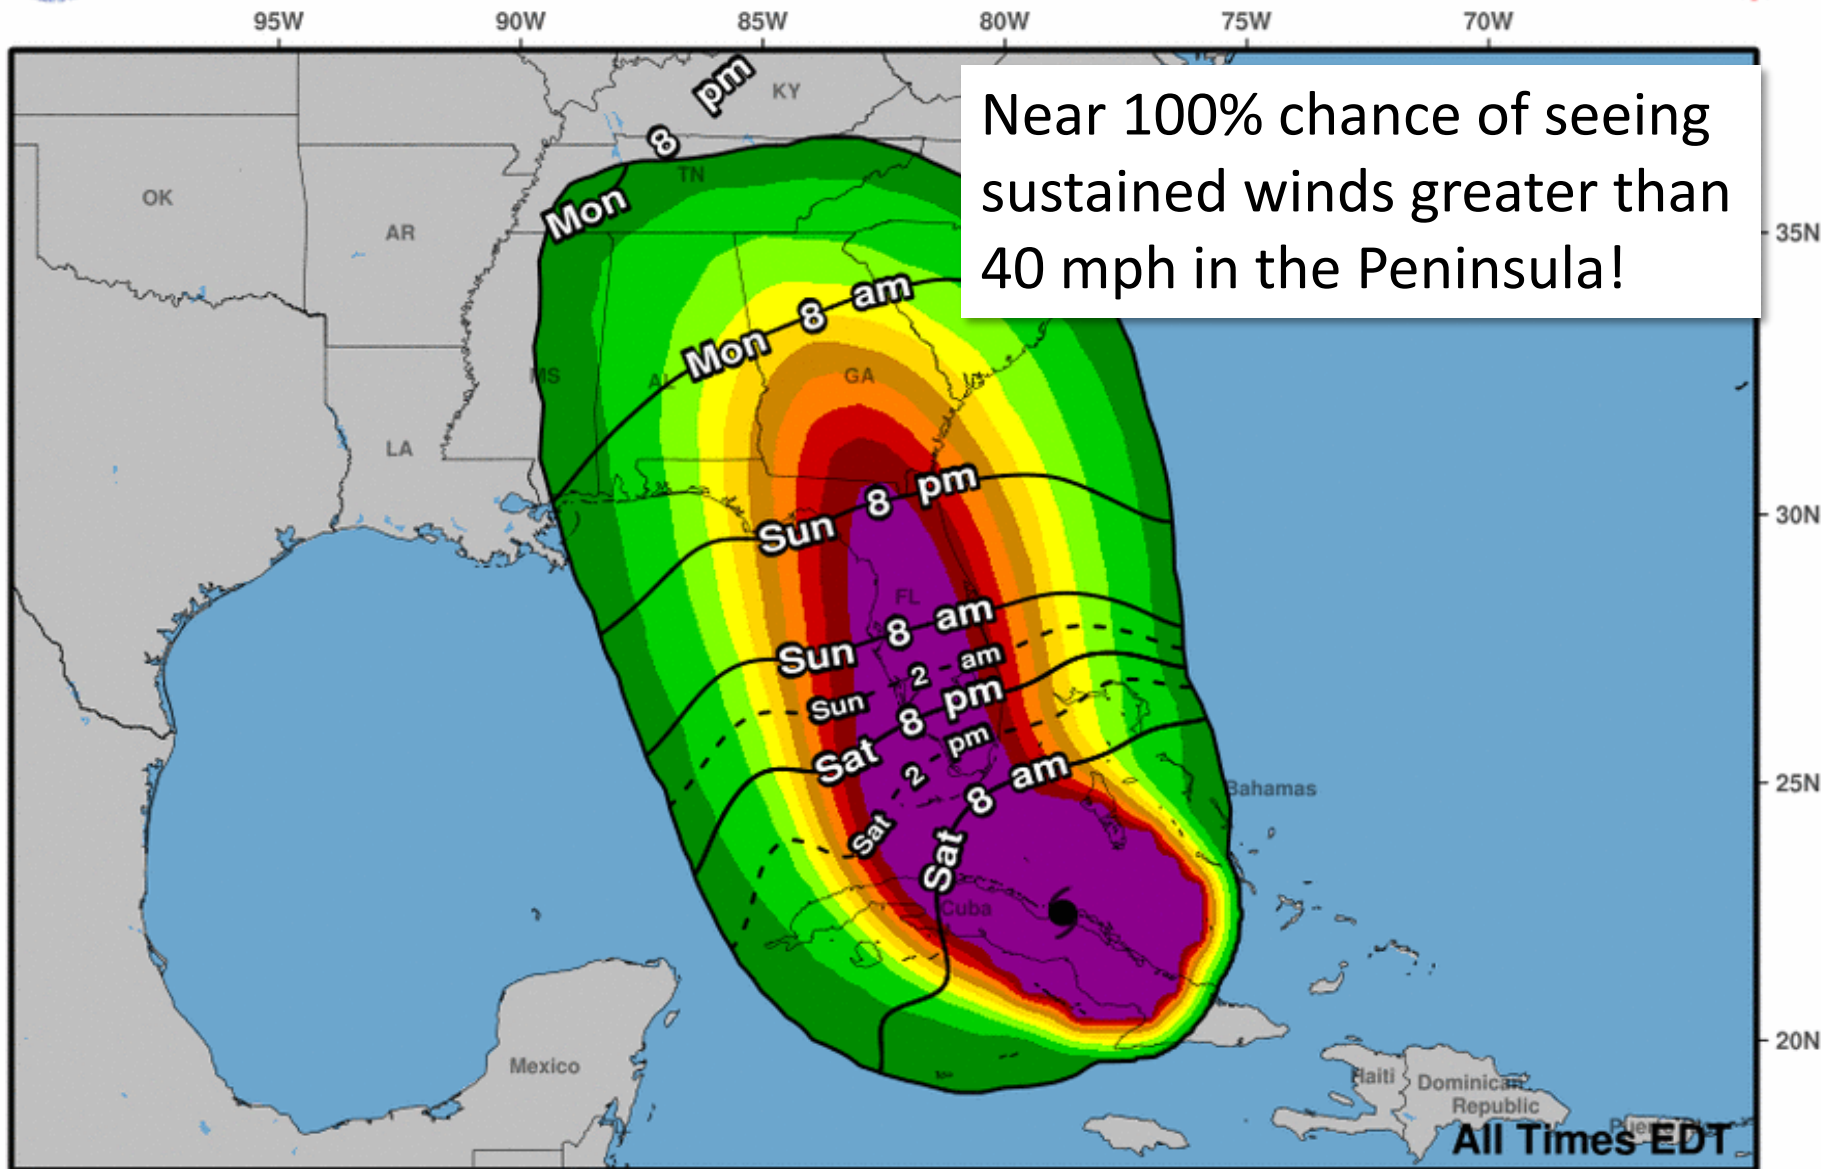 95W 90W 85W 80W 75W 70W
pm
KY
Near 100% chance of seeing
sustained winds greater than
40 mph in the Peninsula!
8
TN
OK
Mon
AR
35N
Mon 8 am
MS
AL
GA
LA
Sun 8 pm
30N
FL
Sun 8 am
Sun 2 am
Sat 8 pm
Sat 2 pm
Sat 8 am
25N
Bahamas
Cuba
20N
Mexico
Haiti
Dominican
Republic
All Times EDT